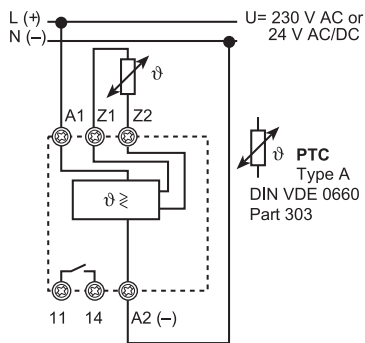 L (+)
N (–)
U= 230 V AC or
24 V AC/DC
ϑ
A1 Z1 Z2
ϑ PTC
Type A
DIN VDE 0660
Part 303
ϑ ≷
11 14 A2 (–)